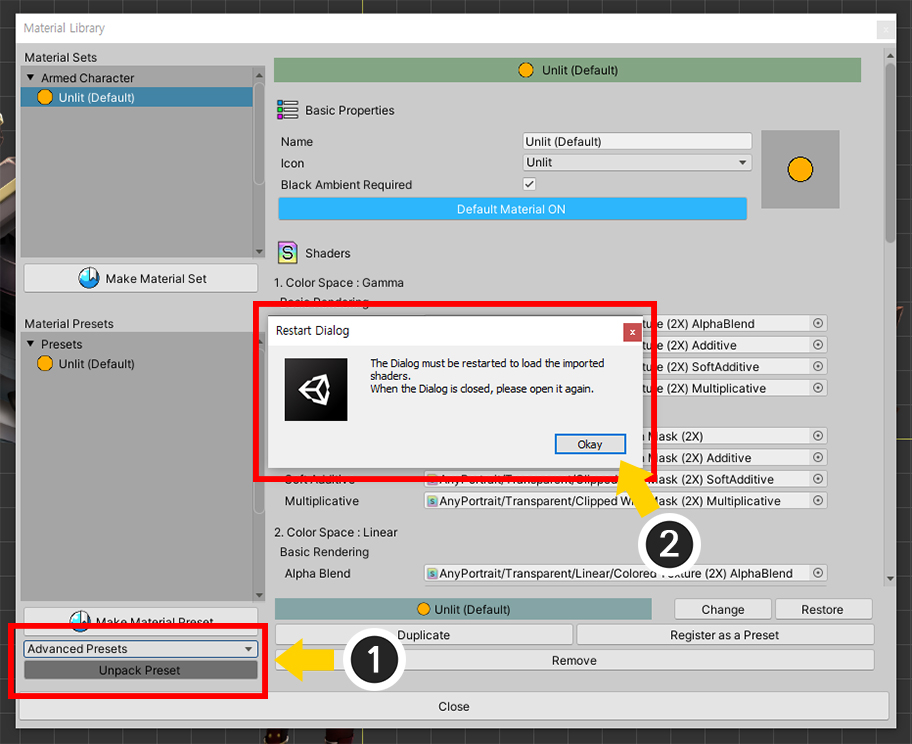 Material Library
Material Sets
Armed Character
Unlit (Default)
Make Material Set
Material Presets
Presets
Unlit (Default)
Make Material Preset
Advanced Presets
Unpack Preset
1
Unlit (Default)
Basic Properties
Name
Unlit (Default)
Icon
Unlit
Black Ambient Required
Default Material ON
S Shaders
1. Color Space : Gamma
Basic Rendering
(2X) AlphaBlend
(2X) Additive
(2X) SoftAdditive
(2X) Multiplicative
Restart Dialog
x
The Dialog must be restarted to load the imported
shaders.
When the Dialog is closed, please open it again.
Okay
2
Mask (2X)
Mask (2X) Additive
Soft Additive
AnyPortrait/Transparent/Clipped Mask (2X) SoftAdditive
Multiplicative
AnyPortrait/Transparent/Clipped With Mask (2X) Multiplicative
2. Color Space : Linear
Basic Rendering
Alpha Blend
AnyPortrait/Transparent/Linear/Colored Texture (2X) AlphaBlend
Unlit (Default)
Change
Restore
Duplicate
Register as a Preset
Remove
Close